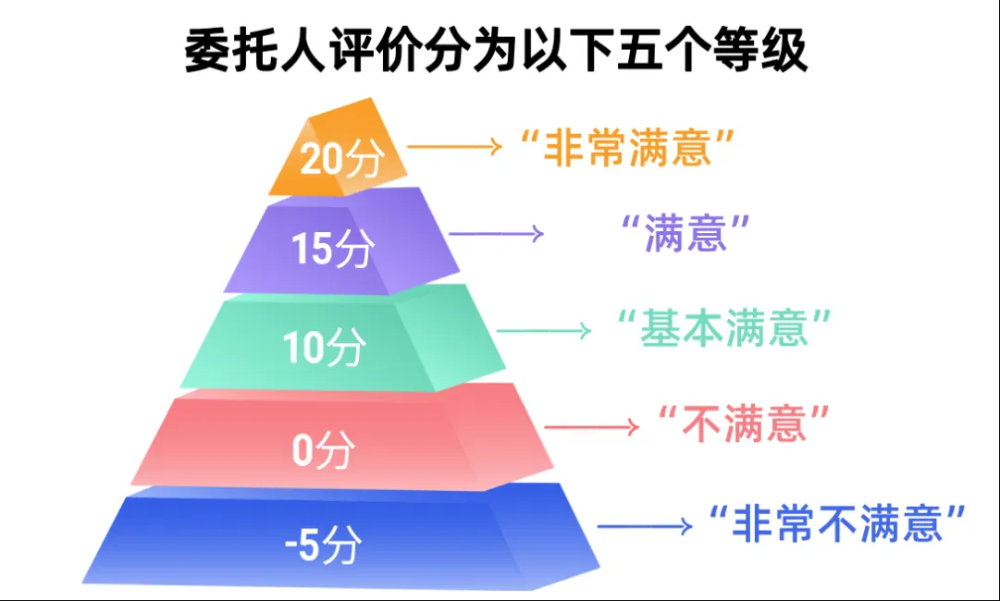 委托人评价分为以下五个等级
20分
“非常满意”
15分
“满意”
10分
“基本满意”
0分
“不满意”
-5分
“非常不满意”